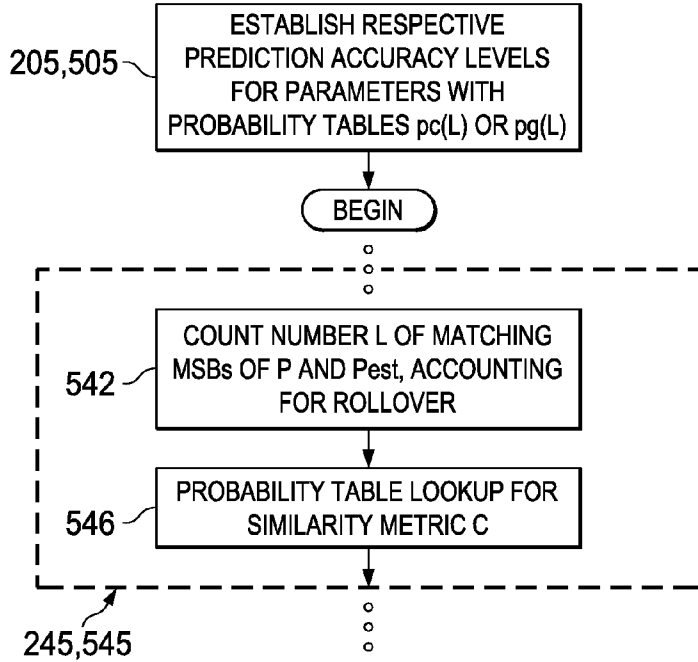 ESTABLISH RESPECTIVE
PREDICTION ACCURACY LEVELS
FOR PARAMETERS WITH
PROBABILITY TABLES pc(L) OR pg(L)
205,505
BEGIN
COUNT NUMBER L OF MATCHING
MSBs OF P AND Pest, ACCOUNTING
FOR ROLLOVER
542
PROBABILITY TABLE LOOKUP FOR
SIMILARITY METRIC C
546
245,545